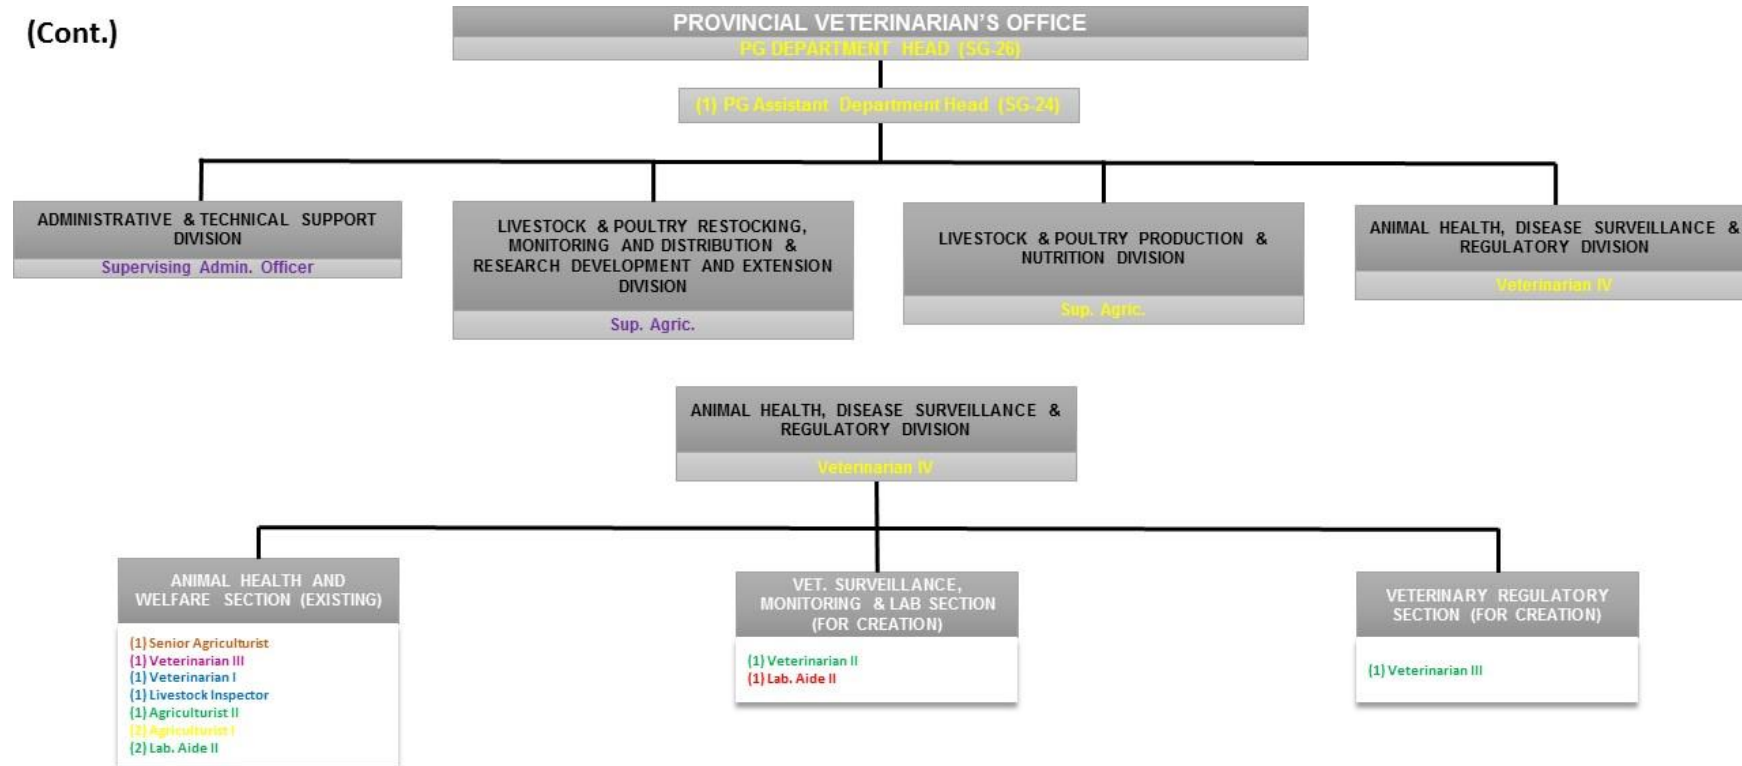 (Cont.)
PROVINCIAL VETERINARIAN'S OFFICE
PG DEPARTMENT HEAD (SG-26)
(1) PG Assistant Department Head (SG-24)
ADMINISTRATIVE & TECHNICAL SUPPORT
DIVISION
Supervising Admin. Officer
LIVESTOCK & POULTRY RESTOCKING,
MONITORING AND DISTRIBUTION &
RESEARCH DEVELOPMENT AND EXTENSION
DIVISION
Sup. Agric.
LIVESTOCK & POULTRY PRODUCTION &
NUTRITION DIVISION
Sup. Agric.
ANIMAL HEALTH, DISEASE SURVEILLANCE &
REGULATORY DIVISION
Veterinarian IV
ANIMAL HEALTH, DISEASE SURVEILLANCE &
REGULATORY DIVISION
Veterinarian IV
ANIMAL HEALTH AND
WELFARE SECTION (EXISTING)
(1) Senior Agriculturist
(1) Veterinarian III
(1) Veterinarian I
(1) Livestock Inspector
(1) Agriculturist II
(2) Agriculturist I
(2) Lab. Aide II
VET. SURVEILLANCE,
MONITORING & LAB SECTION
(FOR CREATION)
(1) Veterinarian II
(1) Lab. Aide II
VETERINARY REGULATORY
SECTION (FOR CREATION)
(1) Veterinarian III